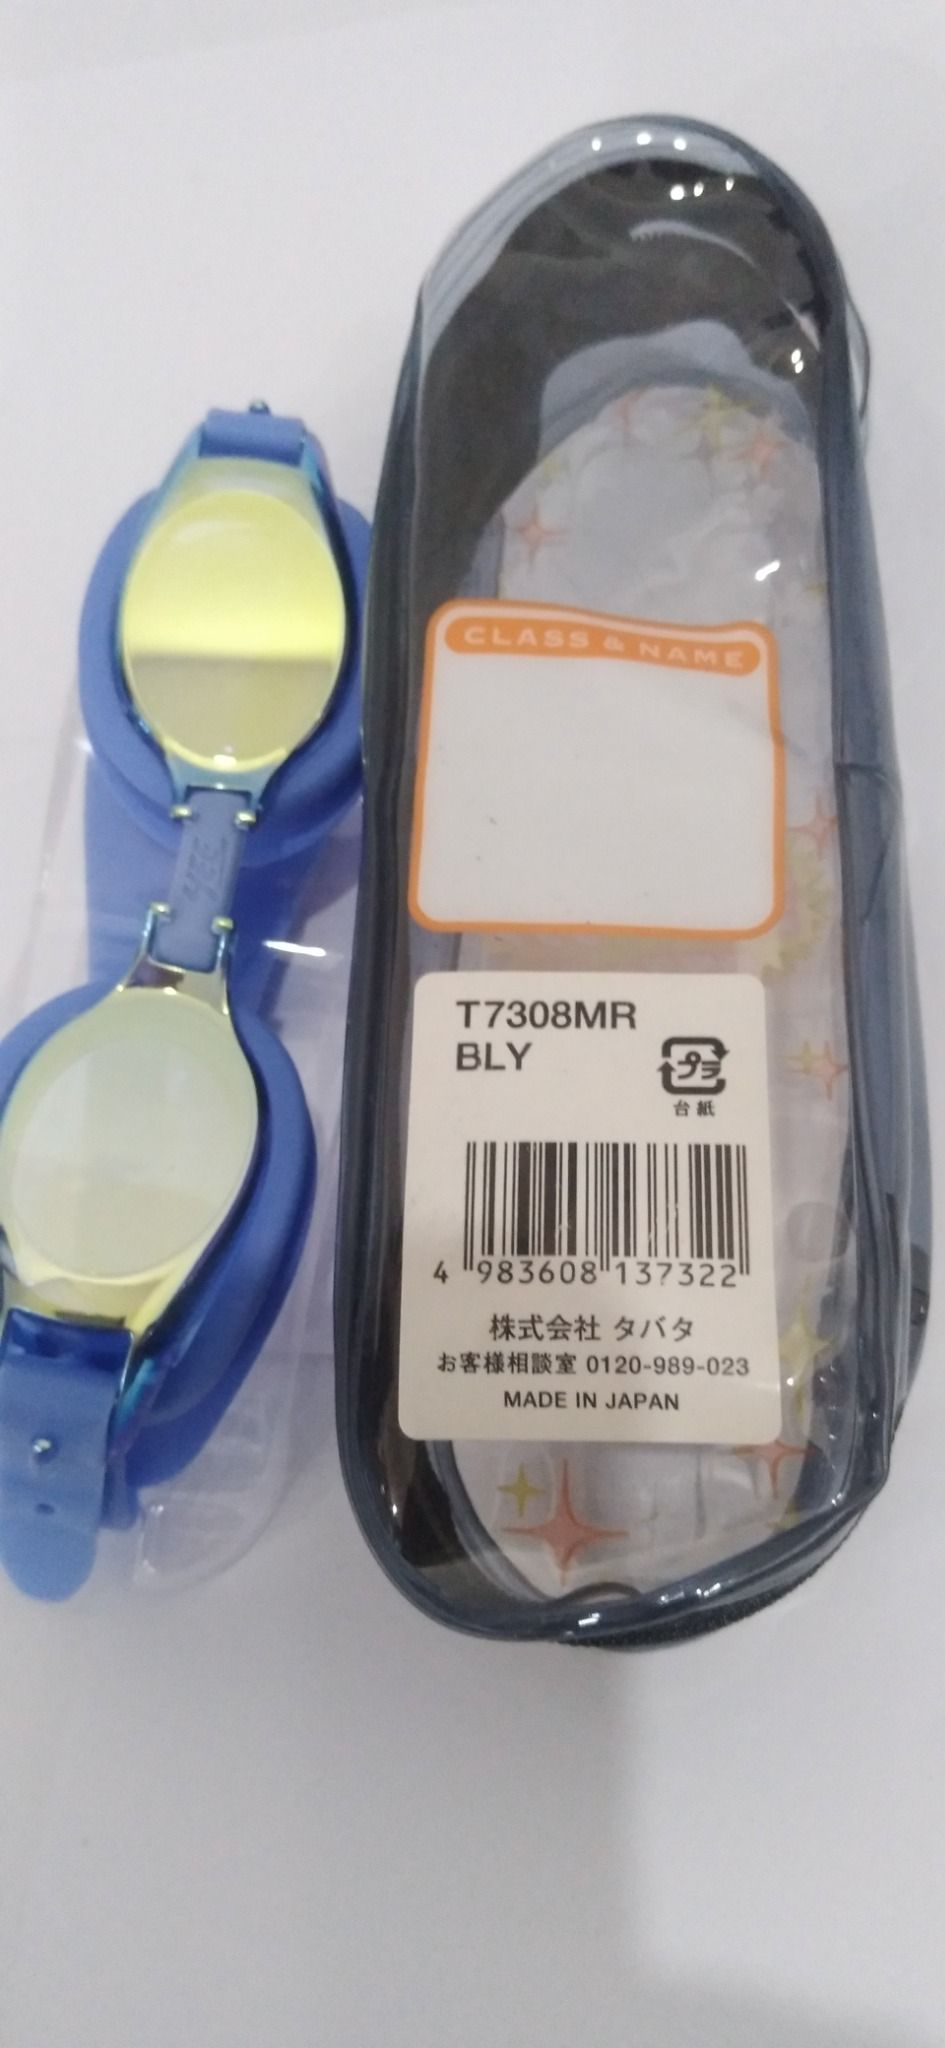 CLASS & NAME
T7308MR
BLY
プラ
台紙
4 983608 137322
株式会社 タバタ
お客様相談室 0120-989-023
MADE IN JAPAN